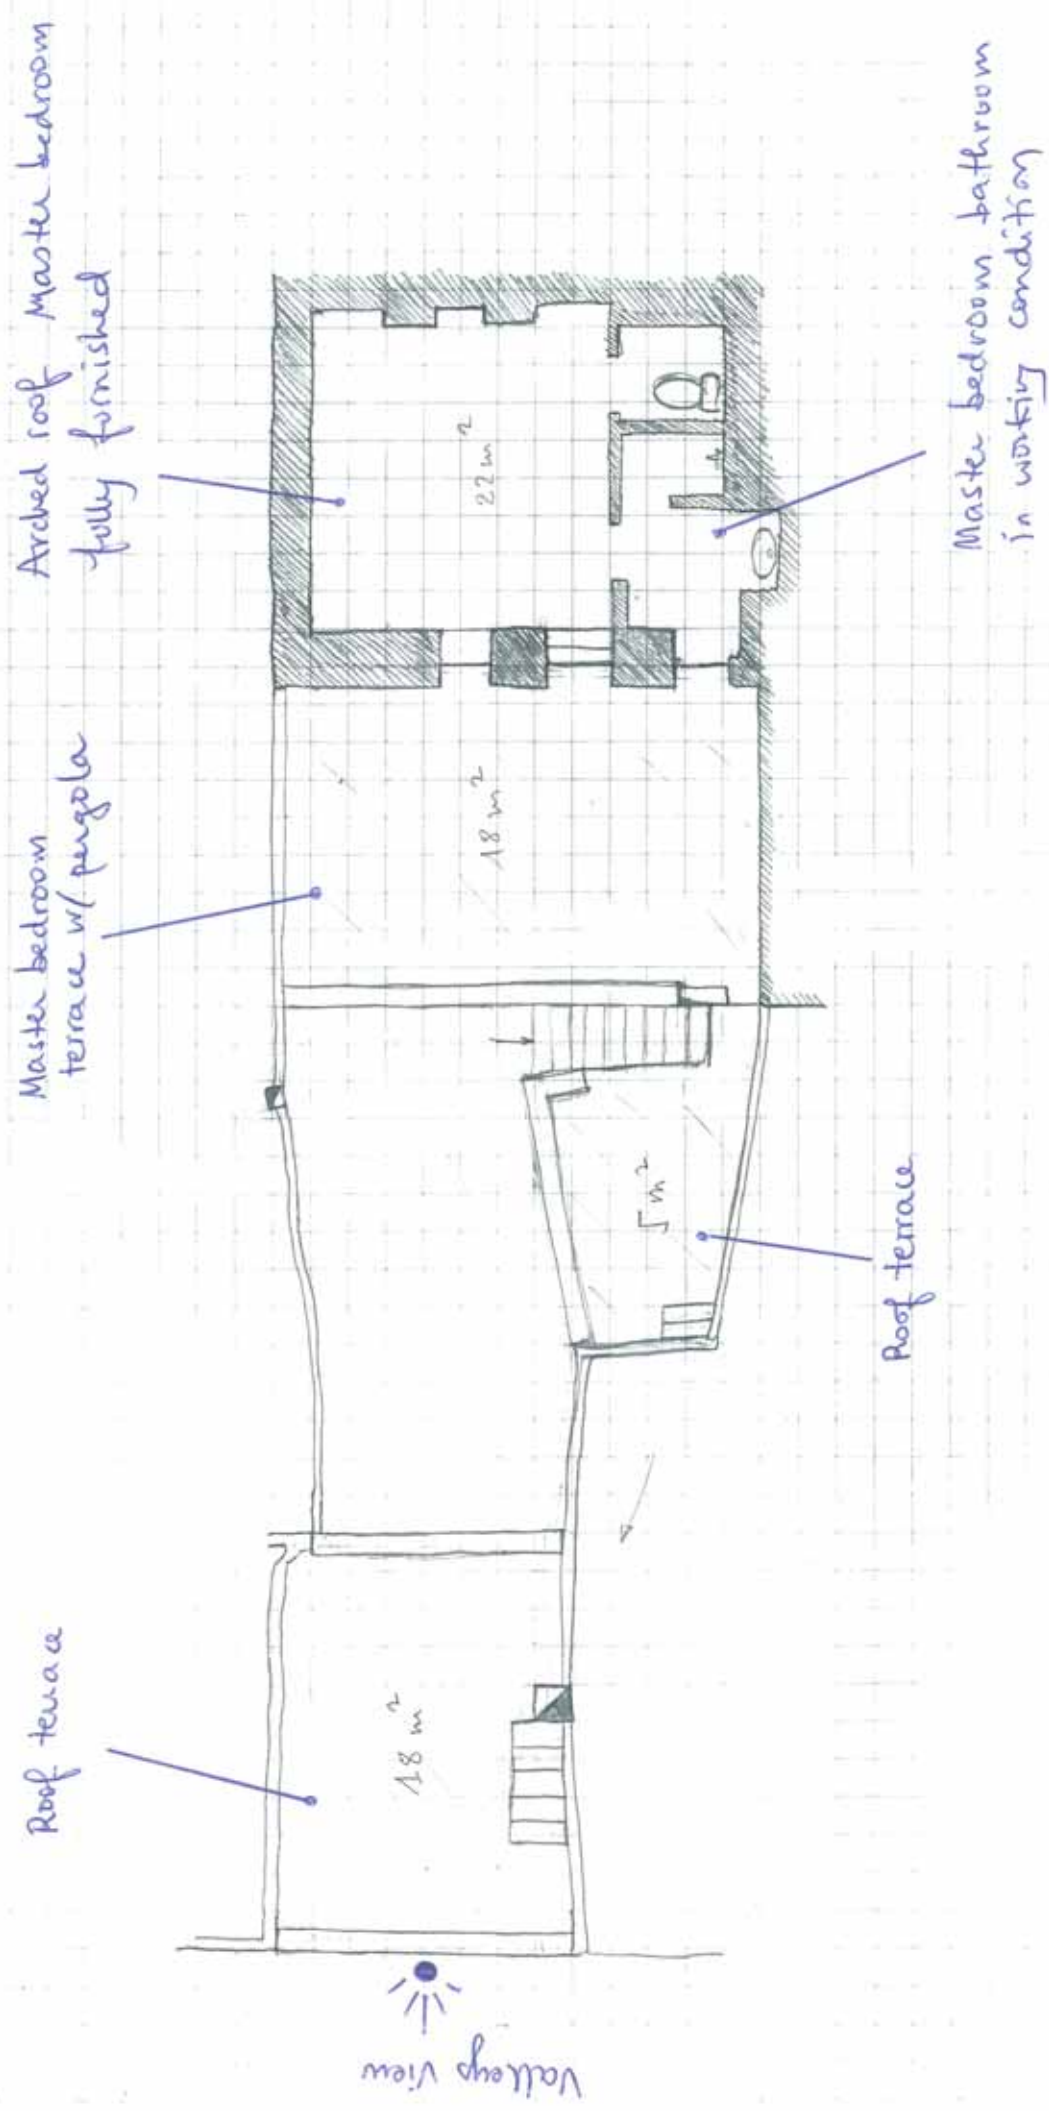 Roof terrace
Master bedroom
terrace w/ pergola
Arched roof Master bedroom
fully furnished
Valleys View
18 m²
5 m²
18 m²
22 m²
Roof terrace
Master bedroom bathroom
in working condition